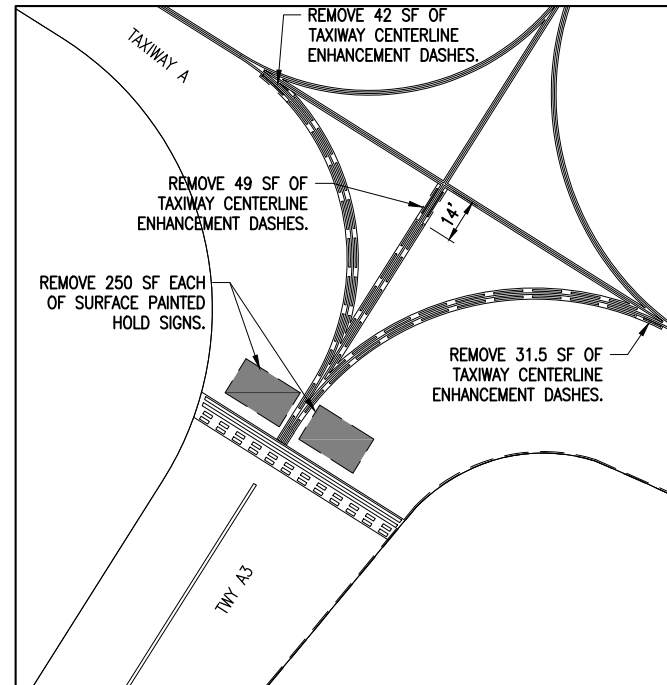 REMOVE 42 SF OF
TAXIWAY CENTERLINE
ENHANCEMENT DASHES.
TAXIWAY A
REMOVE 49 SF OF
TAXIWAY CENTERLINE
ENHANCEMENT DASHES.
14'
REMOVE 250 SF EACH
OF SURFACE PAINTED
HOLD SIGNS.
REMOVE 31.5 SF OF
TAXIWAY CENTERLINE
ENHANCEMENT DASHES.
TWY A3